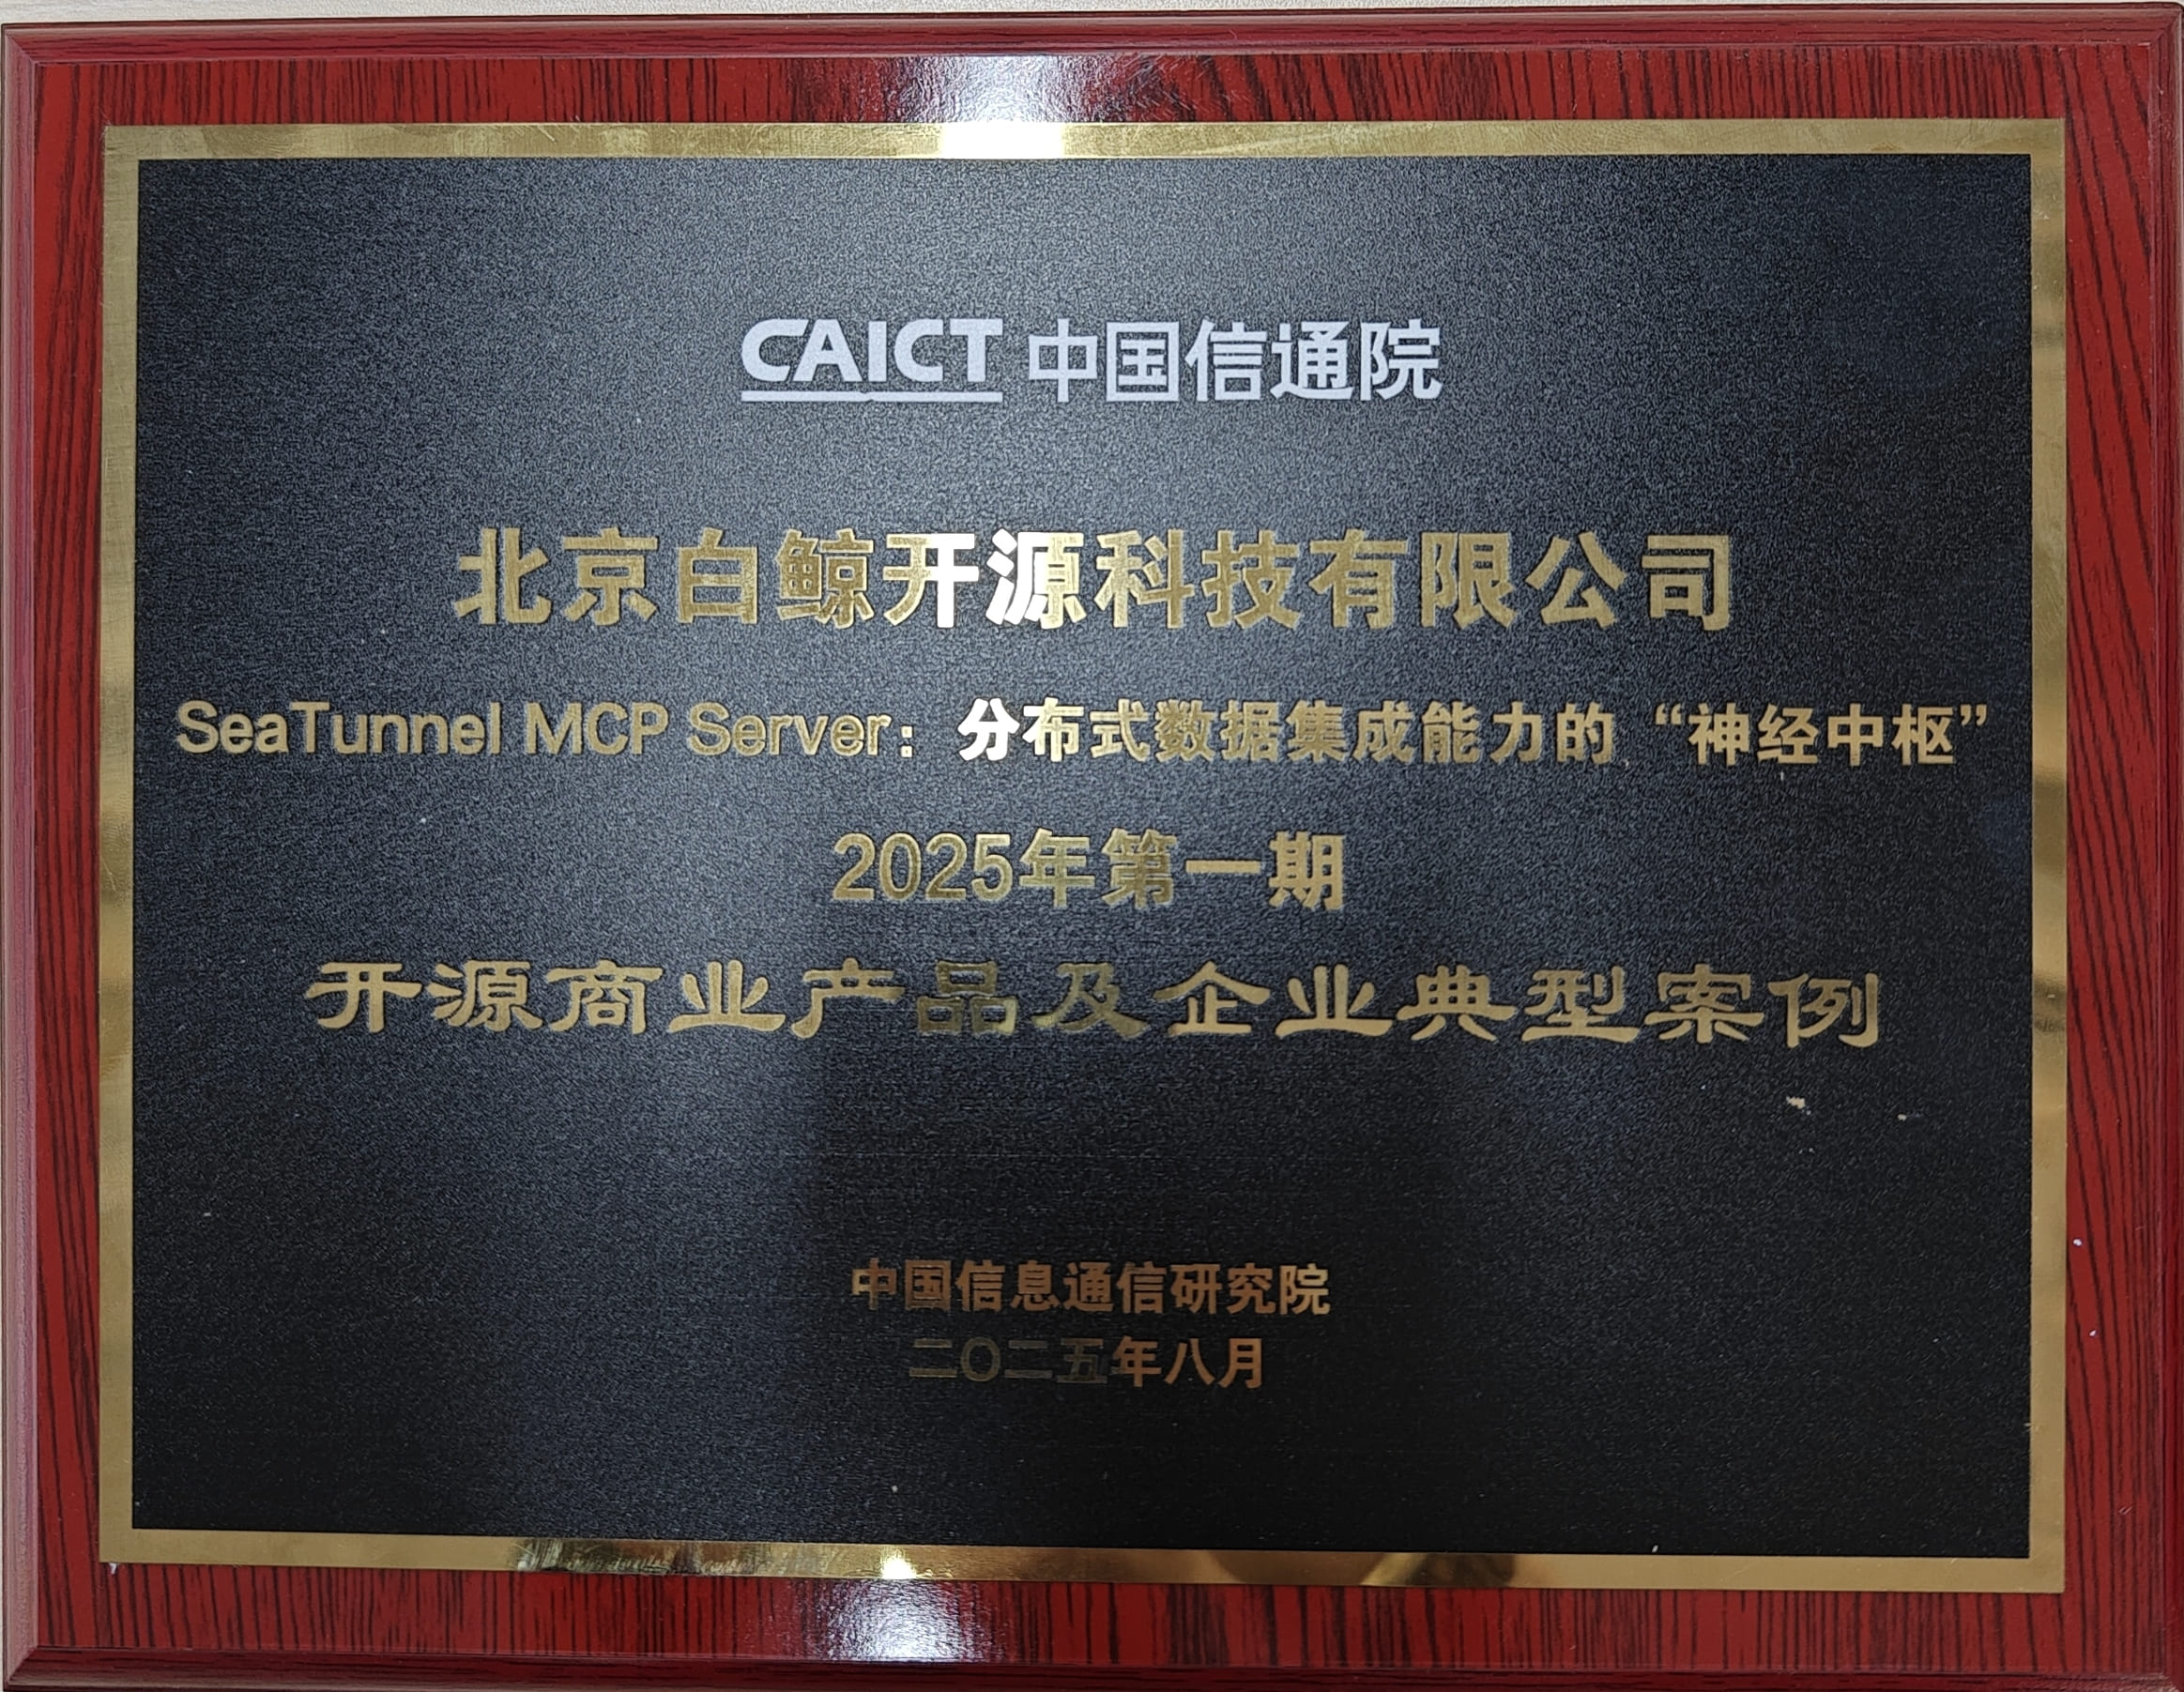 CAICT 中国信通院
北京白鲸开源科技有限公司
SeaTunnel MCP Server：分布式数据集成能力的“神经中枢”
2025年第一期
开源商业产品及企业典型案例
中国信息通信研究院
二〇二五年八月